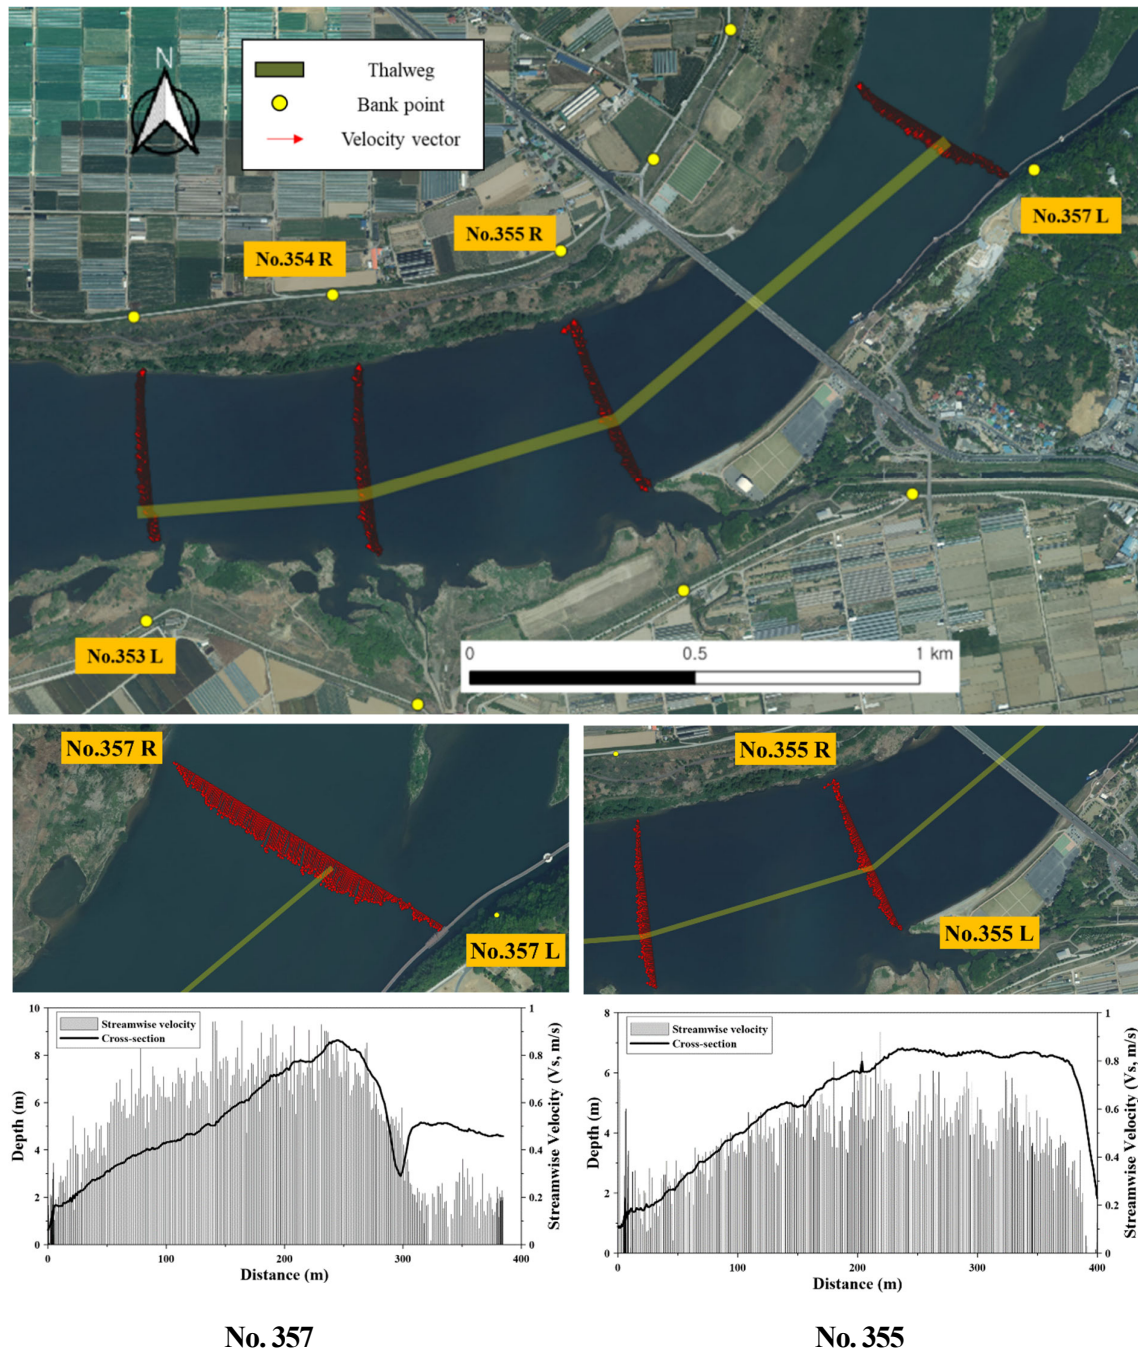 N
Thalweg
Bank point
Velocity vector
No.355 R
No.354 R
No.357 L
No.353 L
0 0.5 1 km
No.357 R
No.357 L
No.355 R
No.355 L
Streamwise velocity
Cross-section
Depth (m)
10
8
6
4
2
0
Streamwise Velocity (Vs, m/s)
1
0.8
0.6
0.4
0.2
0
0 100 200 300 400
Distance (m)
No. 357
Streamwise velocity
Cross-section
Depth (m)
8
6
4
2
0
Streamwise Velocity (Vs, m/s)
1
0.8
0.6
0.4
0.2
0
0 100 200 300 400
Distance (m)
No. 355